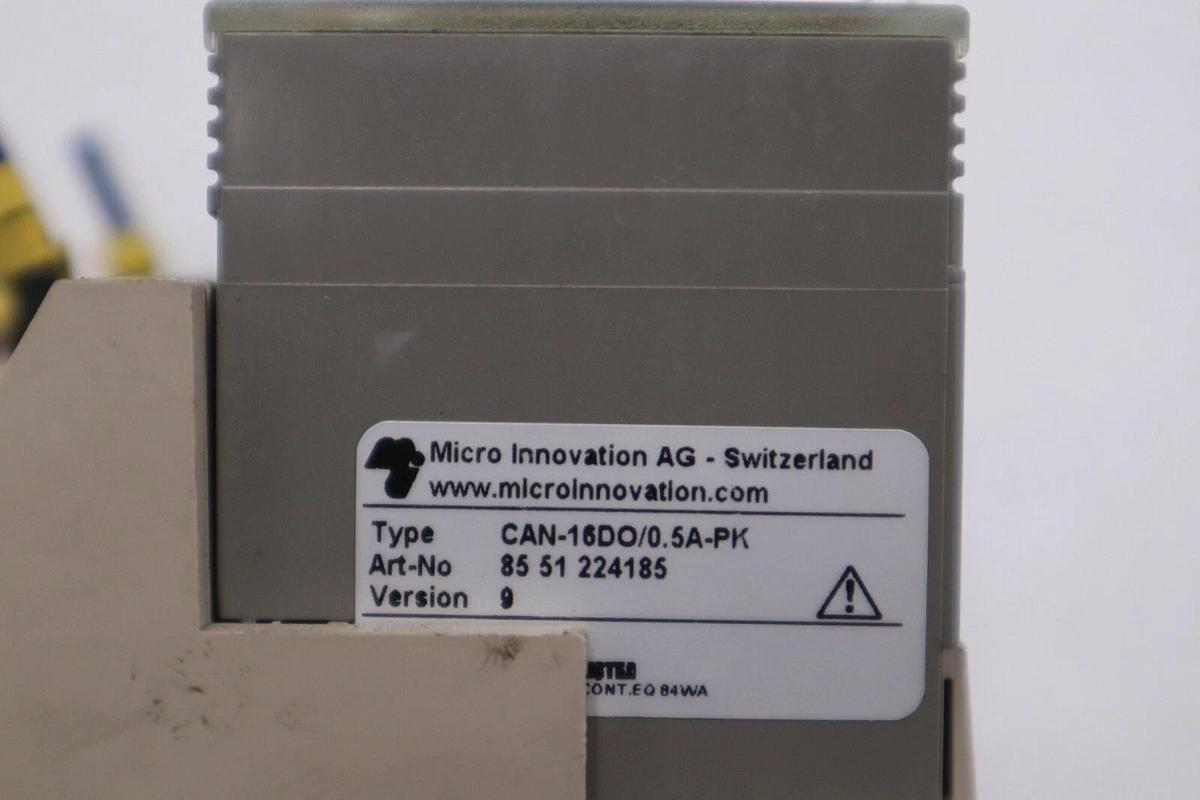 Micro Innovation AG - Switzerland
www.microinnovation.com
Type CAN-16DO/0.5A-PK
Art-No 85 51 224185
Version 9
CONT.EQ 84WA